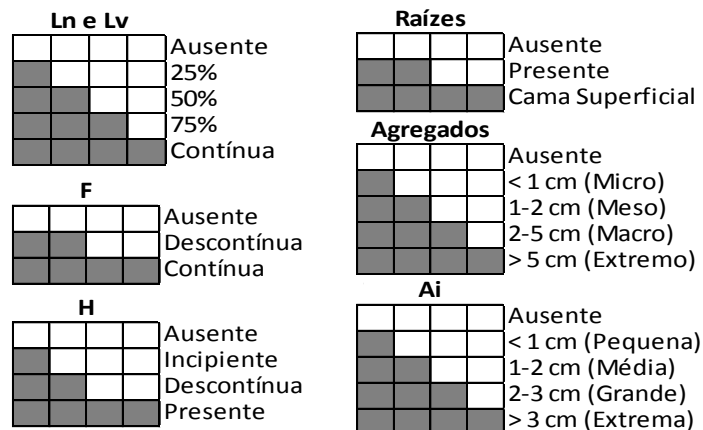 Ln e Lv
Ausente
25%
50%
75%
Contínua
F
Ausente
Descontínua
Contínua
H
Ausente
Incipiente
Descontínua
Presente
Raízes
Ausente
Presente
Cama Superficial
Agregados
Ausente
< 1 cm (Micro)
1-2 cm (Meso)
2-5 cm (Macro)
> 5 cm (Extremo)
Ai
Ausente
< 1 cm (Pequena)
1-2 cm (Média)
2-3 cm (Grande)
> 3 cm (Extrema)